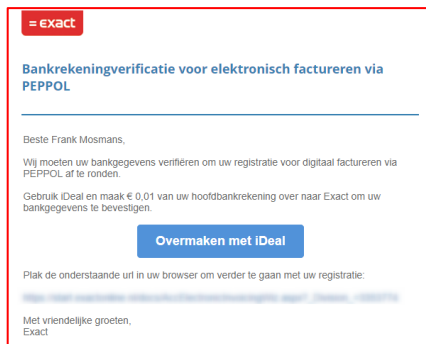 = exact
Bankrekeningverificatie voor elektronisch factureren via
PEPPOL
Beste Frank Mosmans,
Wij moeten uw bankgegevens verifiëren om uw registratie voor digitaal factureren via
PEPPOL af te ronden.
Gebruik iDeal en maak € 0,01 van uw hoofdbankrekening over naar Exact om uw
bankgegevens te bevestigen.
Overmaken met iDeal
Plak de onderstaande url in uw browser om verder te gaan met uw registratie:
Met vriendelijke groeten,
Exact